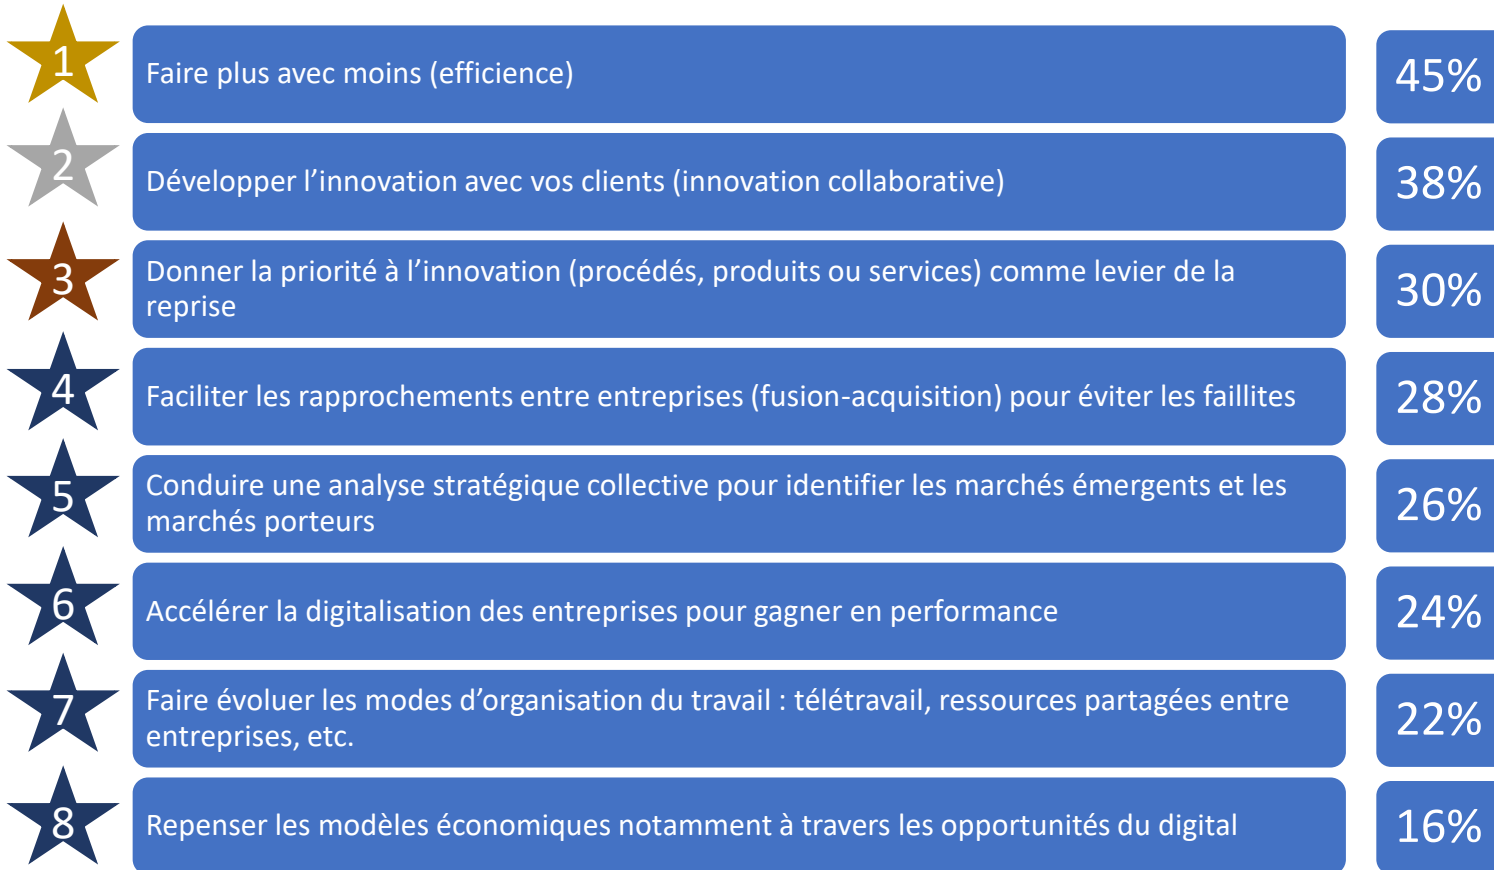 1
Faire plus avec moins (efficience)
45%
2
Développer l’innovation avec vos clients (innovation collaborative)
38%
3
Donner la priorité à l’innovation (procédés, produits ou services) comme levier de la
reprise
30%
4
Faciliter les rapprochements entre entreprises (fusion-acquisition) pour éviter les faillites
28%
5
Conduire une analyse stratégique collective pour identifier les marchés émergents et les
marchés porteurs
26%
6
Accélérer la digitalisation des entreprises pour gagner en performance
24%
7
Faire évoluer les modes d’organisation du travail : télétravail, ressources partagées entre
entreprises, etc.
22%
8
Repenser les modèles économiques notamment à travers les opportunités du digital
16%